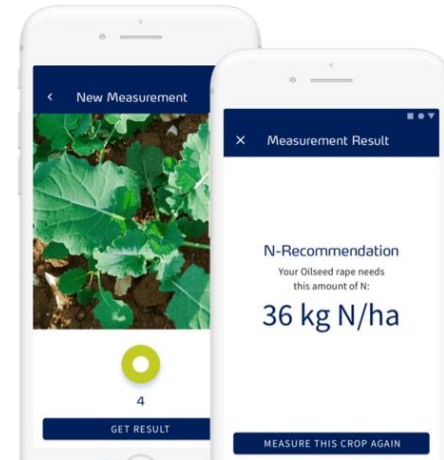 New Measurement
4
GET RESULT
Measurement Result
N-Recommendation
Your Oilseed rape needs
this amount of N:
36 kg N/ha
MEASURE THIS CROP AGAIN